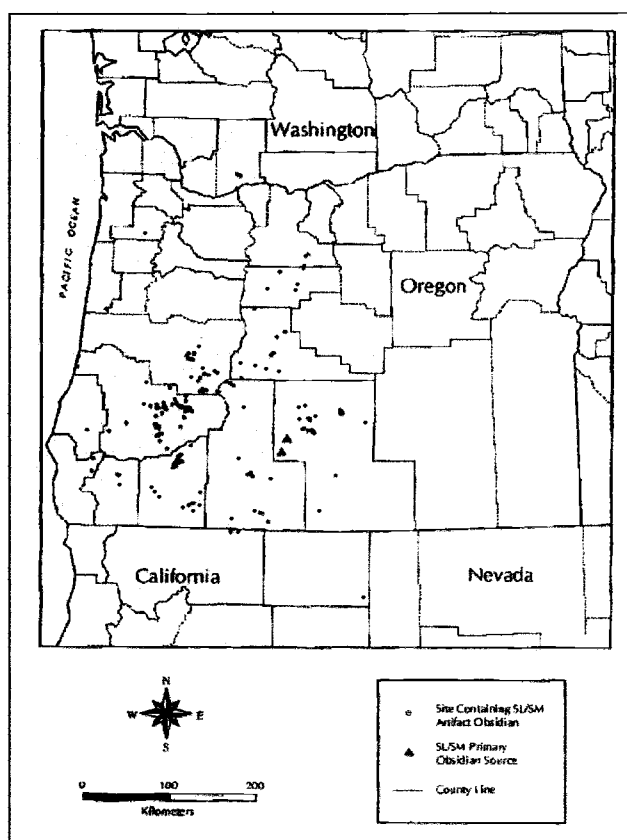 Washington
PACIFIC OCEAN
Oregon
California
Nevada
N
W E
S
0 100 200
Kilometers
Site Containing SL/SM
Artifact Obsidian
SL/SM Primary
Obsidian Source
County Line